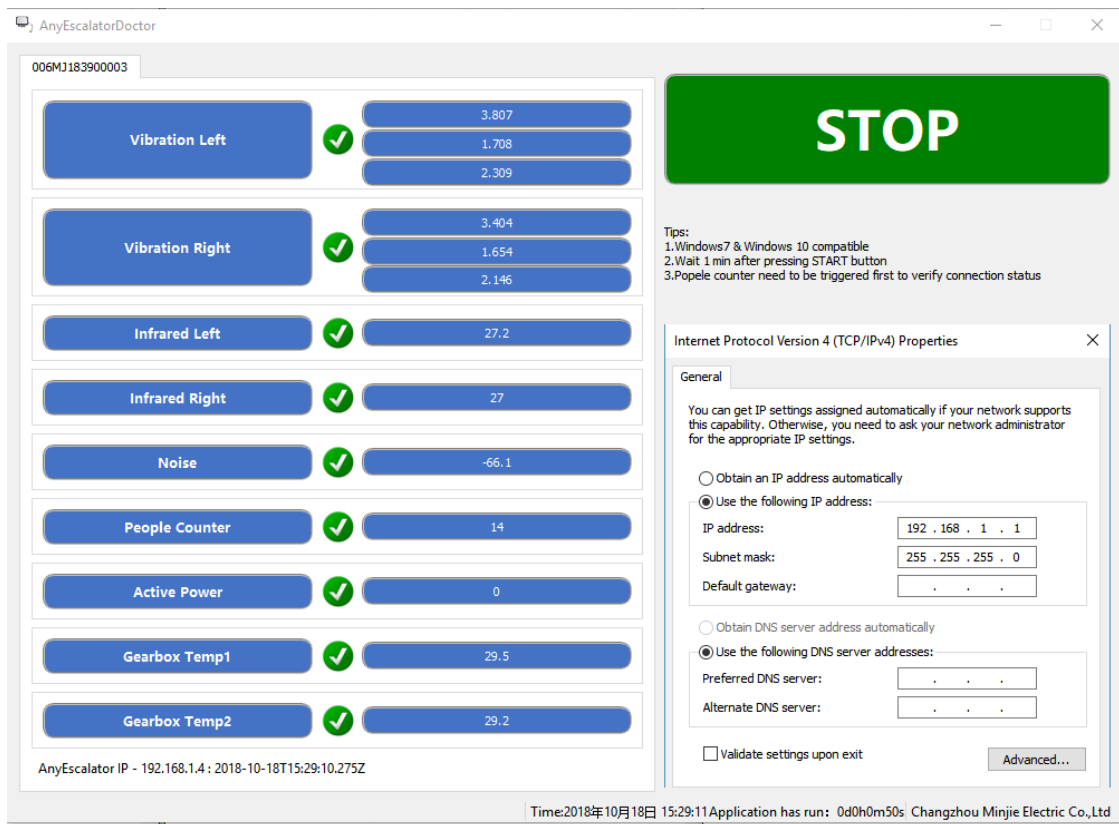 AnyEscalatorDoctor
006MJ183900003
Vibration Left
3.807
1.708
2.309
Vibration Right
3.404
1.654
2.146
Infrared Left
27.2
Infrared Right
27
Noise
-66.1
People Counter
14
Active Power
0
Gearbox Temp1
29.5
Gearbox Temp2
29.2
AnyEscalator IP - 192.168.1.4 : 2018-10-18T15:29:10.275Z
STOP
Tips:
1.Windows7 & Windows 10 compatible
2.Wait 1 min after pressing START button
3.Popele counter need to be triggered first to verify connection status
Internet Protocol Version 4 (TCP/IPv4) Properties
General
You can get IP settings assigned automatically if your network supports
this capability. Otherwise, you need to ask your network administrator
for the appropriate IP settings.
Obtain an IP address automatically
Use the following IP address:
IP address: 192 . 168 . 1 . 1
Subnet mask: 255 . 255 . 255 . 0
Default gateway: . . .
Obtain DNS server address automatically
Use the following DNS server addresses:
Preferred DNS server: . . .
Alternate DNS server: . . .
Validate settings upon exit
Advanced...
Time:2018年10月18日 15:29:11 Application has run: 0d0h0m50s Changzhou Minjie Electric Co.,Ltd